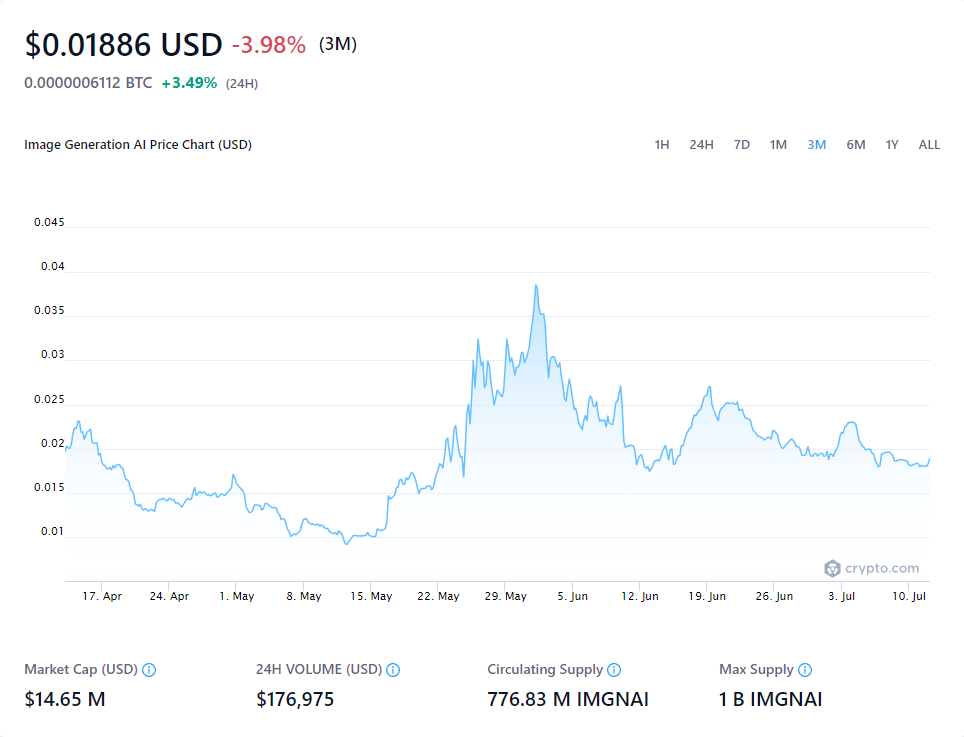 $0.01886 USD -3.98% (3M)
0.0000006112 BTC +3.49% (24H)
Image Generation AI Price Chart (USD) 1H 24H 7D 1M 3M 6M 1Y ALL
0.045
0.04
0.035
0.03
0.025
0.02
0.015
0.01
crypto.com
17. Apr 24. Apr 1. May 8. May 15. May 22. May 29. May 5. Jun 12. Jun 19. Jun 26. Jun 3. Jul 10. Jul
Market Cap (USD) 24H VOLUME (USD) Circulating Supply Max Supply
$14.65 M $176,975 776.83 M IMGNAI 1 B IMGNAI